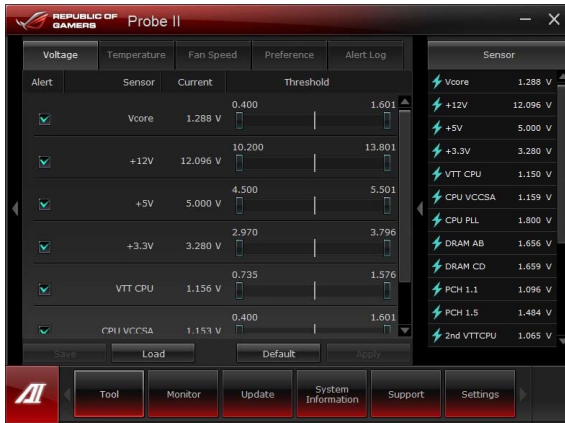 REPUBLIC OF
GAMERS
Probe II
Voltage Temperature Fan Speed Preference Alert Log
Alert Sensor Current Threshold
Vcore 1.288 V 0.400 1.601
+12V 12.096 V 10.200 13.801
+5V 5.000 V 4.500 5.501
+3.3V 3.280 V 2.970 3.796
VTT CPU 1.156 V 0.735 1.576
CPU VCCSA 1.153 V 0.400 1.601
Save Load Default Apply
Sensor
Vcore 1.288 V
+12V 12.096 V
+5V 5.000 V
+3.3V 3.280 V
VTT CPU 1.150 V
CPU VCCSA 1.159 V
CPU PLL 1.800 V
DRAM AB 1.656 V
DRAM CD 1.659 V
PCH 1.1 1.096 V
PCH 1.5 1.484 V
2nd VTTCPU 1.065 V
AI Tool Monitor Update System Information Support Settings